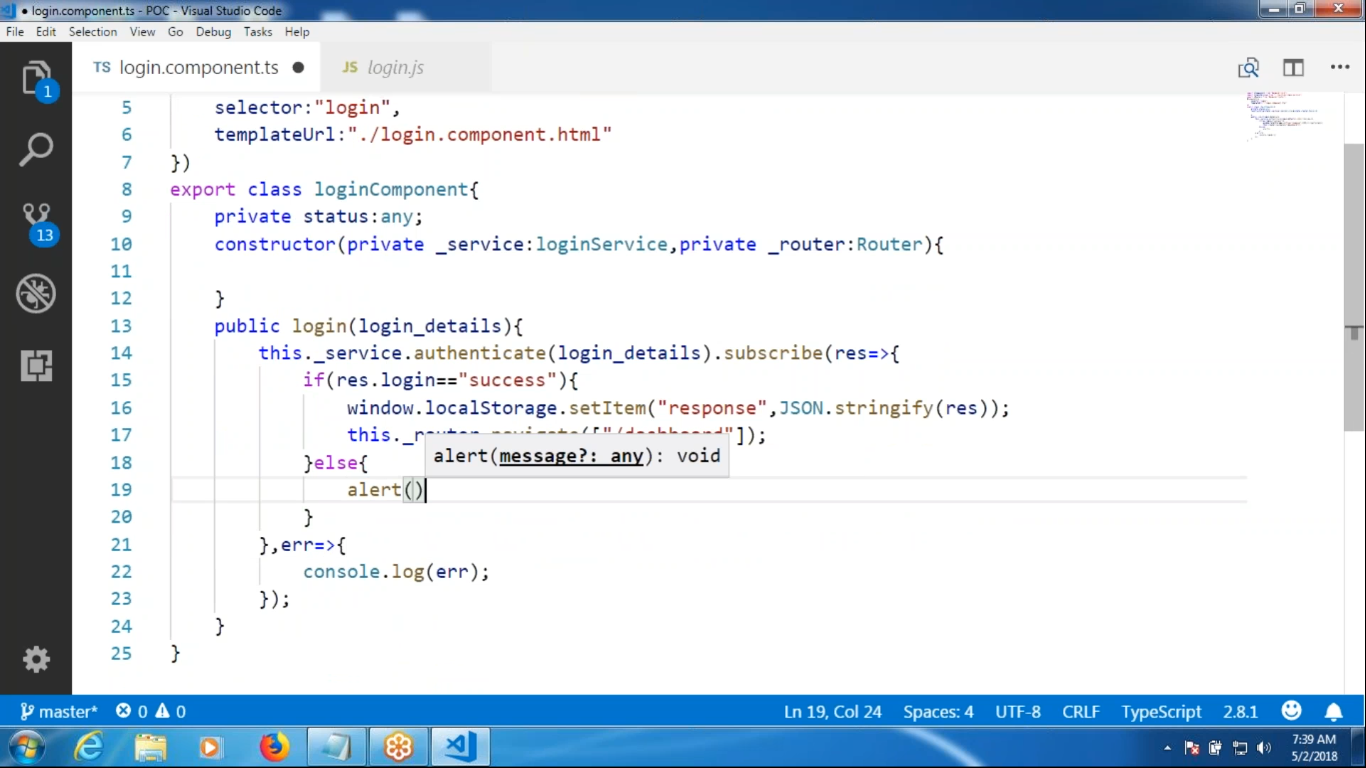 login.component.ts - POC - Visual Studio Code
File Edit Selection View Go Debug Tasks Help
TS login.component.ts
JS login.js
1
13
5 selector:"login",
6 templateUrl:"./login.component.html"
7 })
8 export class loginComponent{
9 private status:any;
10 constructor(private _service:loginService,private _router:Router){
11
12 }
13 public login(login_details){
14 this._service.authenticate(login_details).subscribe(res=>{
15 if(res.login=="success"){
16 window.localStorage.setItem("response",JSON.stringify(res));
17 this._router.navigate(["/dashboard"]);
alert(message?: any): void
18 }else{
19 alert()
20 }
21 },err=>{
22 console.log(err);
23 });
24 }
25 }
master* 0 0 Ln 19, Col 24 Spaces: 4 UTF-8 CRLF TypeScript 2.8.1
7:39 AM
5/2/2018